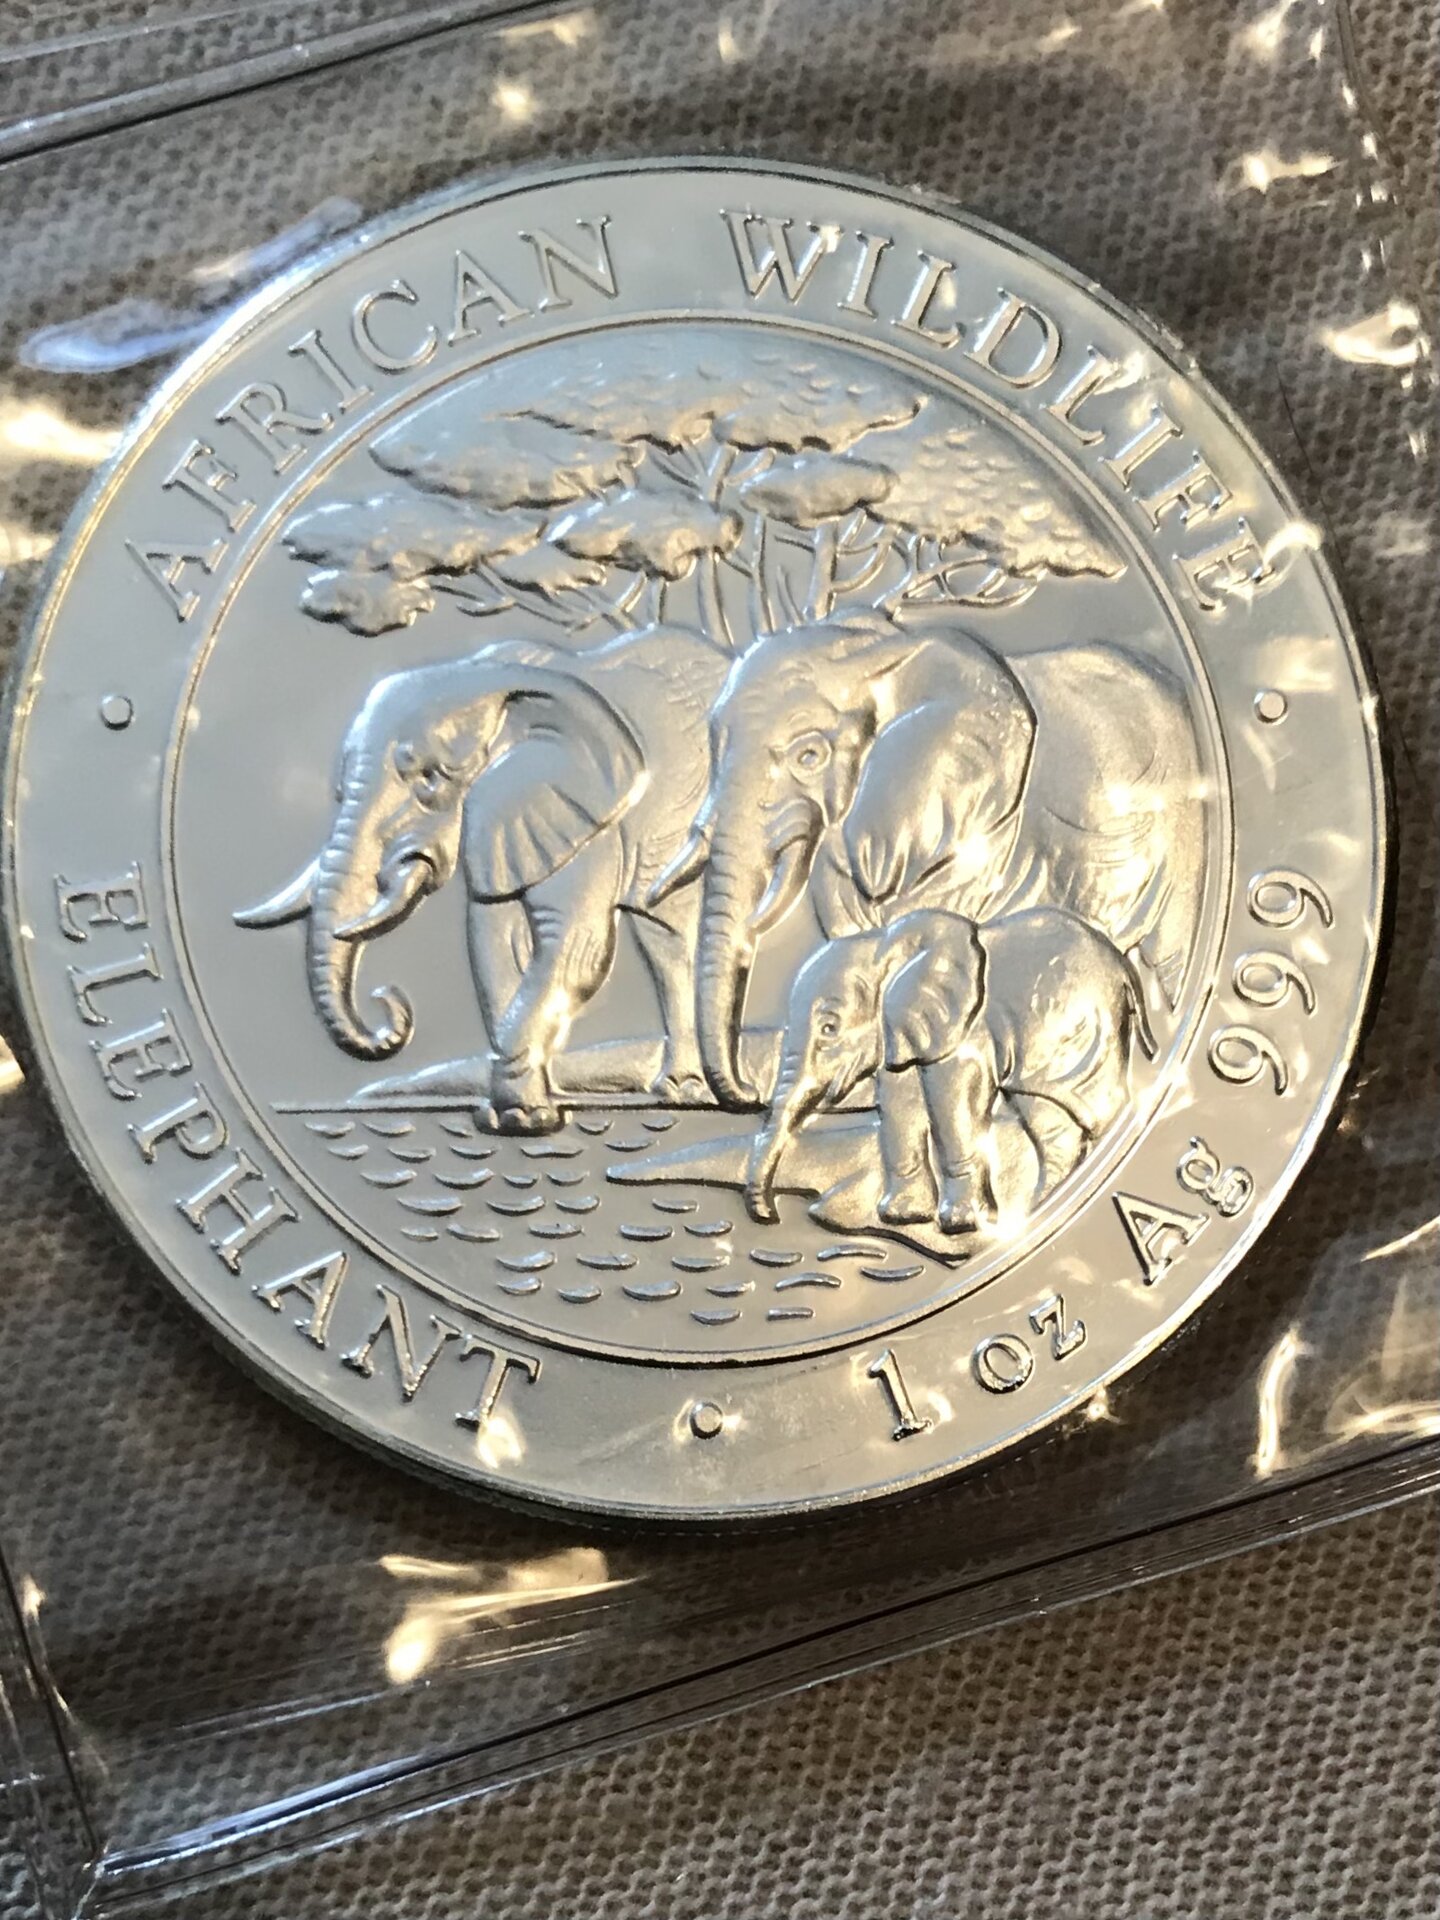 AFRICAN WILDLIFE
ELEPHANT • 1 oz Ag 999 •